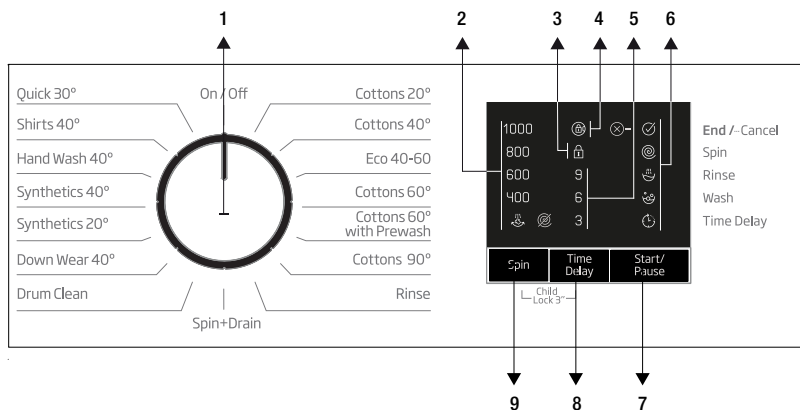 1
2
3
4
5
6
On / Off
Quick 30°
Shirts 40°
Hand Wash 40°
Synthetics 40°
Synthetics 20°
Down Wear 40°
Drum Clean
Spin+Drain
Cottons 20°
Cottons 40°
Eco 40-60
Cottons 60°
Cottons 60°
with Prewash
Cottons 90°
Rinse
1000
800
600
400
9
6
3
End / Cancel
Spin
Rinse
Wash
Time Delay
Spin
Time
Delay
Start/
Pause
Child
Lock 3"
9
8
7